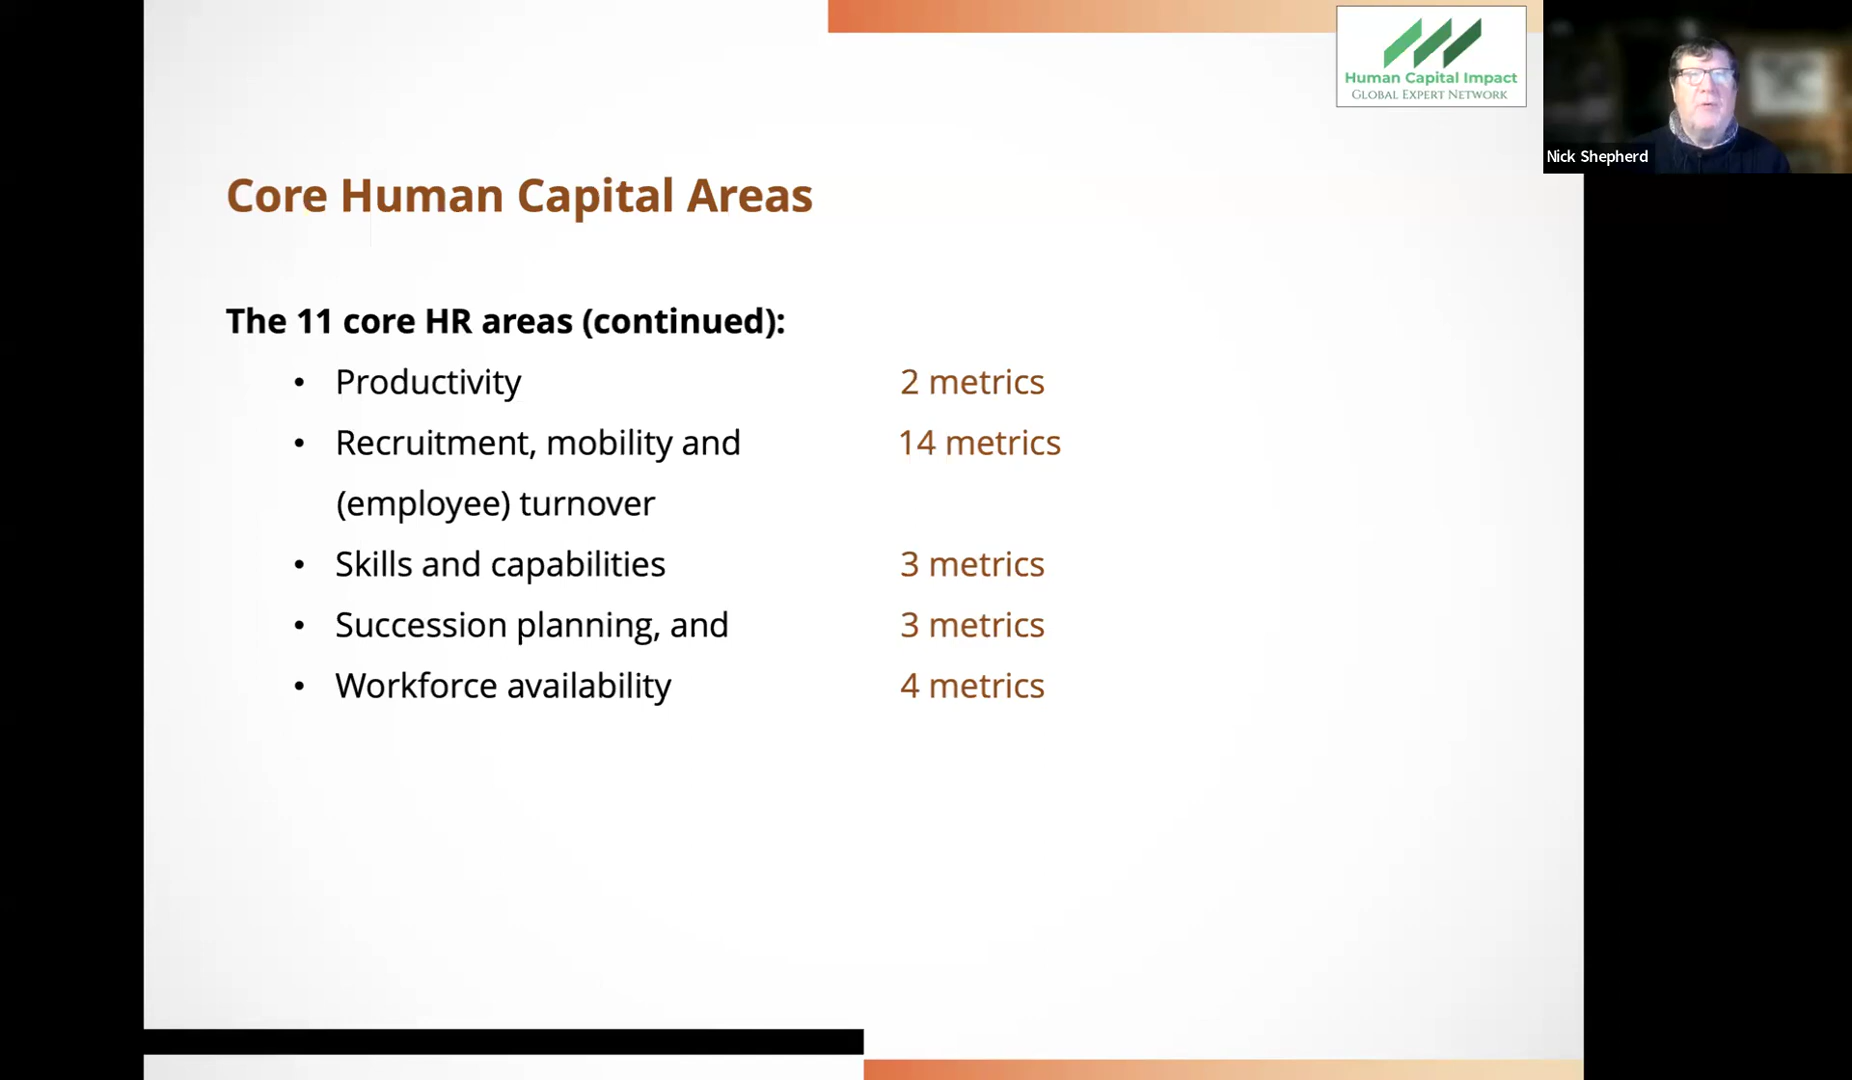 Human Capital Impact
GLOBAL EXPERT NETWORK
Nick Shepherd
Core Human Capital Areas
The 11 core HR areas (continued):
• Productivity 2 metrics
• Recruitment, mobility and 14 metrics
(employee) turnover
• Skills and capabilities 3 metrics
• Succession planning, and 3 metrics
• Workforce availability 4 metrics